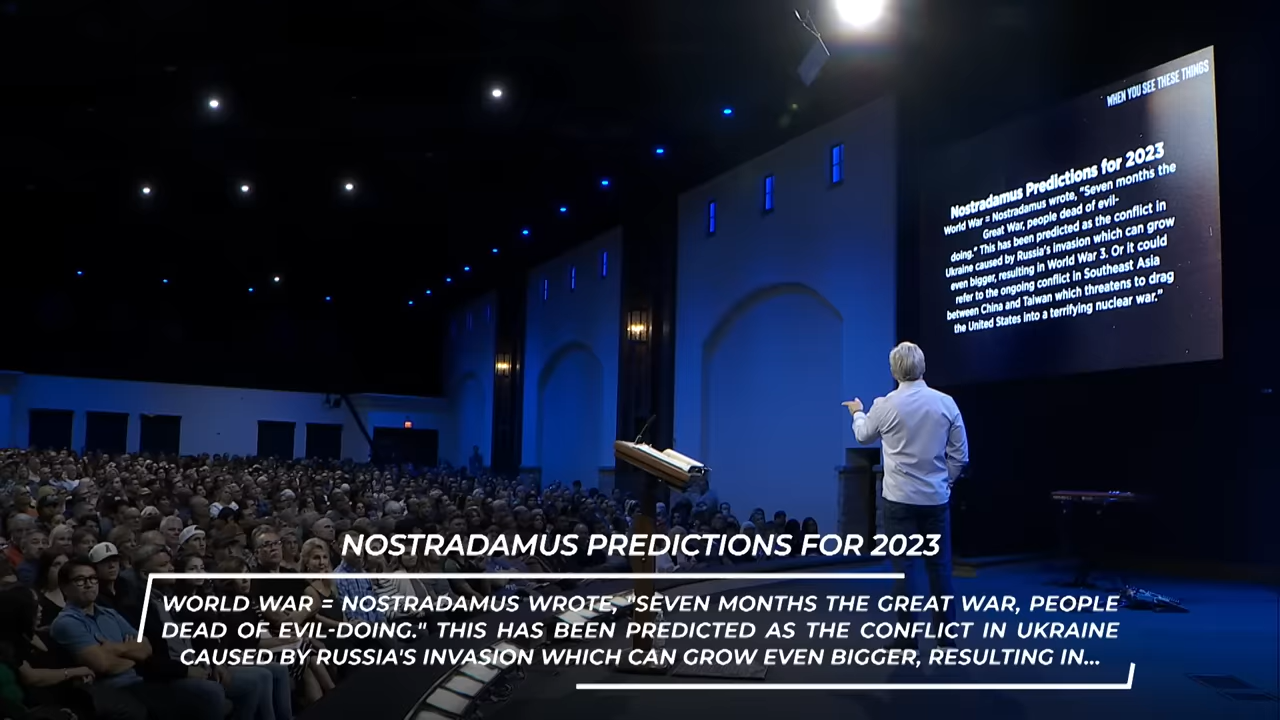 WHEN YOU SEE THESE THINGS
Nostradamus Predictions for 2023
World War = Nostradamus wrote, "Seven months the
Great War, people dead of evil-
doing." This has been predicted as the conflict in
Ukraine caused by Russia's invasion which can grow
even bigger, resulting in World War 3. Or it could
refer to the ongoing conflict in Southeast Asia
between China and Taiwan which threatens to drag
the United States into a terrifying nuclear war."
NOSTRADAMUS PREDICTIONS FOR 2023
WORLD WAR = NOSTRADAMUS WROTE, "SEVEN MONTHS THE GREAT WAR, PEOPLE
DEAD OF EVIL-DOING." THIS HAS BEEN PREDICTED AS THE CONFLICT IN UKRAINE
CAUSED BY RUSSIA'S INVASION WHICH CAN GROW EVEN BIGGER, RESULTING IN...